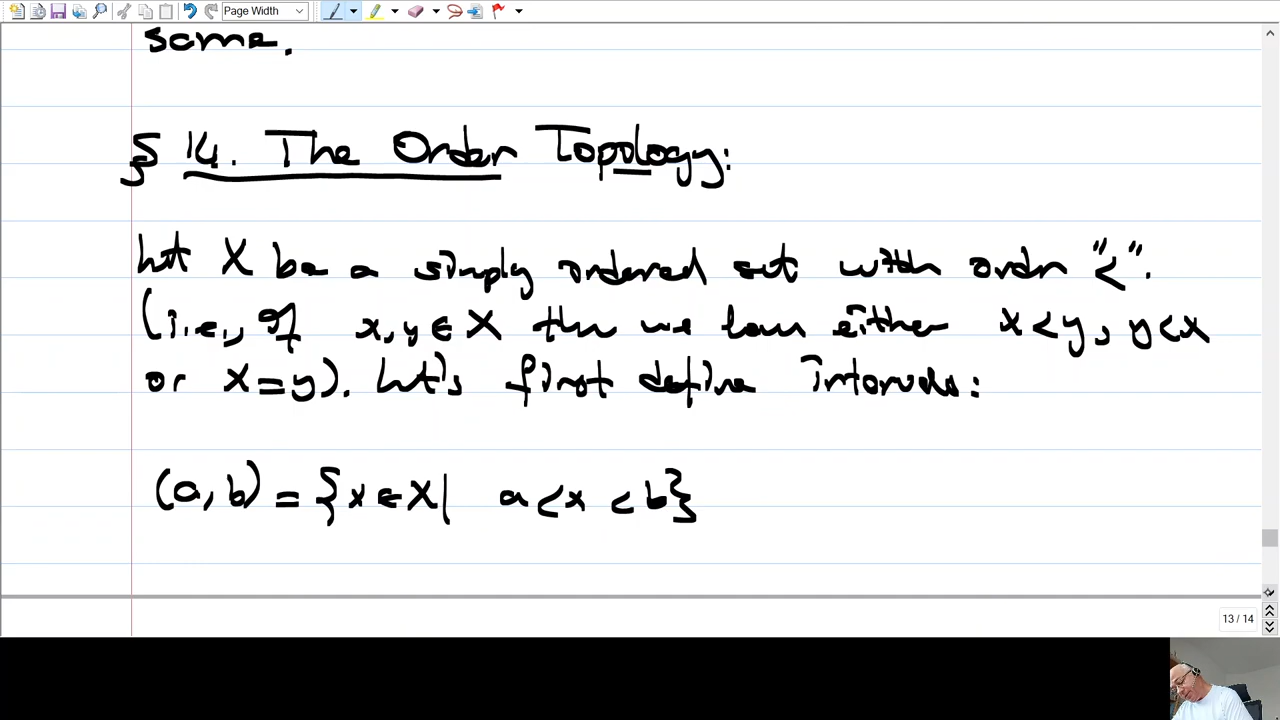 Page Width
same.
§ 14. The Order Topology:
Let X be a simply ordered set with order "<".
(i.e., If x, y ∈ X then we have either x < y, y < x
or x = y). Let's first define intervals:
(a, b) = {x ∈ X | a < x < b}
13 / 14